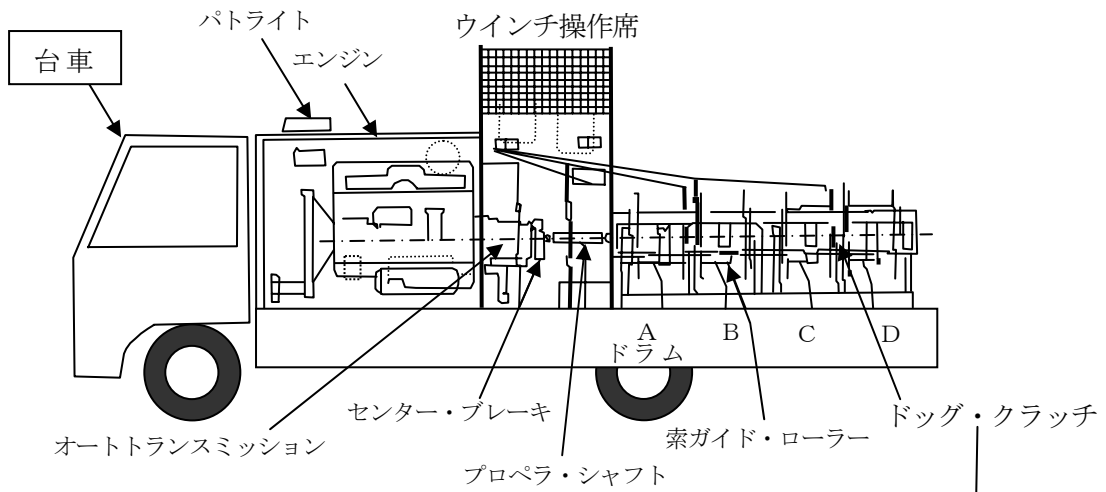 パトライト
ウインチ操作席
台車
エンジン
A B C D
ドラム
センター・ブレーキ
ドッグ・クラッチ
索ガイド・ローラー
オートトランスミッション
プロペラ・シャフト